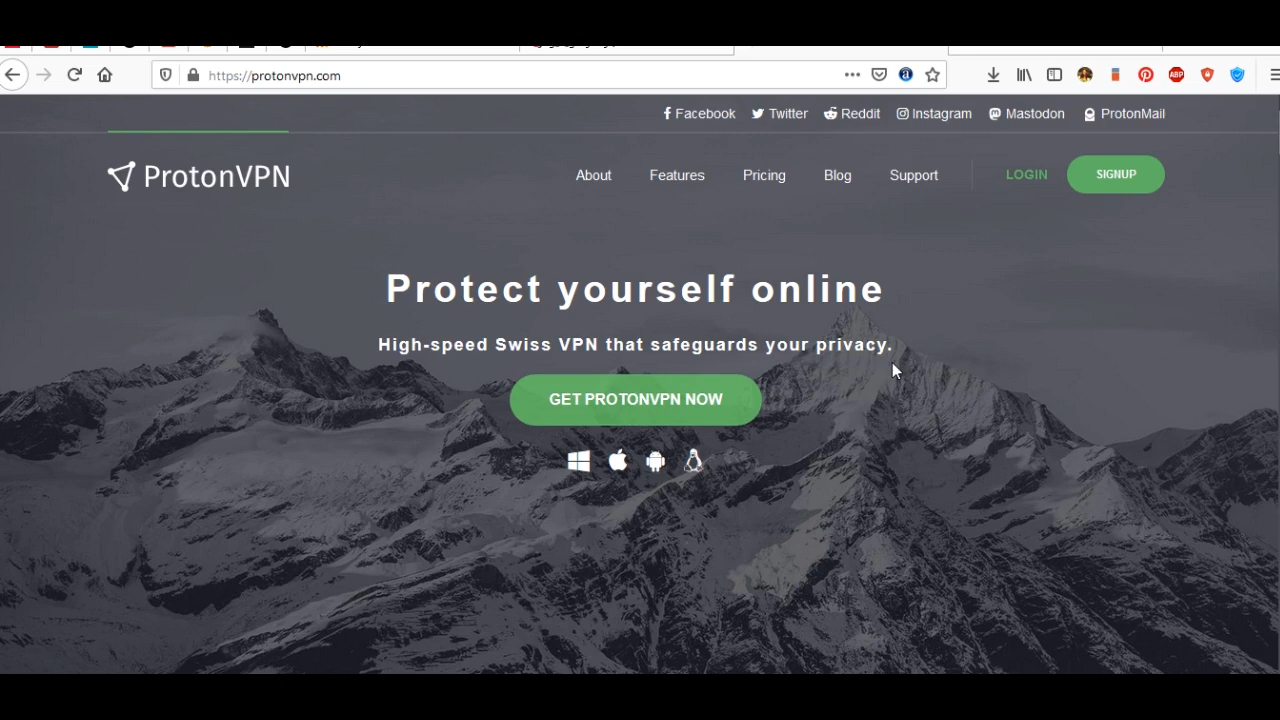 https://protonvpn.com
ABP
Facebook Twitter Reddit Instagram Mastodon ProtonMail
ProtonVPN
About Features Pricing Blog Support LOGIN SIGNUP
Protect yourself online
High-speed Swiss VPN that safeguards your privacy.
GET PROTONVPN NOW